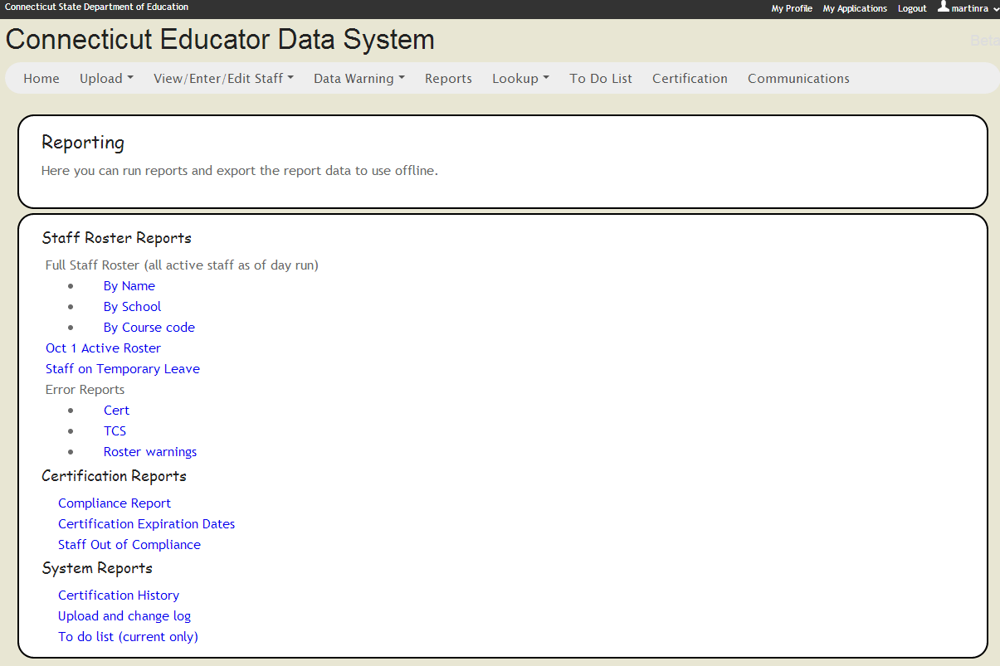 Connecticut State Department of Education
My Profile My Applications Logout martinra
Connecticut Educator Data System
Beta
Home Upload View/Enter/Edit Staff Data Warning Reports Lookup To Do List Certification Communications
Reporting
Here you can run reports and export the report data to use offline.
Staff Roster Reports
Full Staff Roster (all active staff as of day run)
• By Name
• By School
• By Course code
Oct 1 Active Roster
Staff on Temporary Leave
Error Reports
• Cert
• TCS
• Roster warnings
Certification Reports
Compliance Report
Certification Expiration Dates
Staff Out of Compliance
System Reports
Certification History
Upload and change log
To do list (current only)